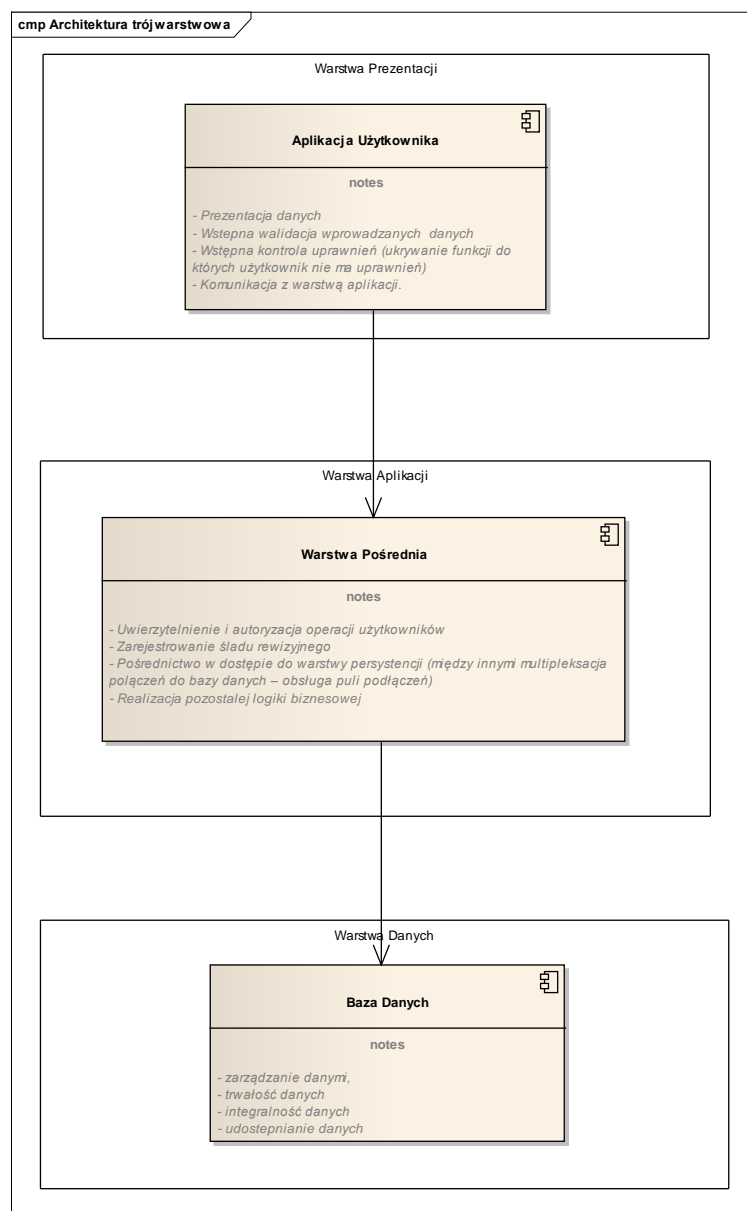 cmp Architektura trójwarstwowa
Warstwa Prezentacji
Aplikacja Użytkownika
notes
- Prezentacja danych
- Wstepna walidacja wprowadzanych danych
- Wstępna kontrola uprawnień (ukrywanie funkcji do
których użytkownik nie ma uprawnień)
- Komunikacja z warstwą aplikacji.
Warstwa Aplikacji
Warstwa Pośrednia
notes
- Uwierzytelnienie i autoryzacja operacji użytkowników
- Zarejestrowanie śladu rewizyjnego
- Pośrednictwo w dostępie do warstwy persystencji (między innymi multipleksacja
polączeń do bazy danych – obsługa puli podłączeń)
- Realizacja pozostalej logiki biznesowej
Warstwa Danych
Baza Danych
notes
- zarządzanie danymi,
- trwałość danych
- integralność danych
- udostepnianie danych